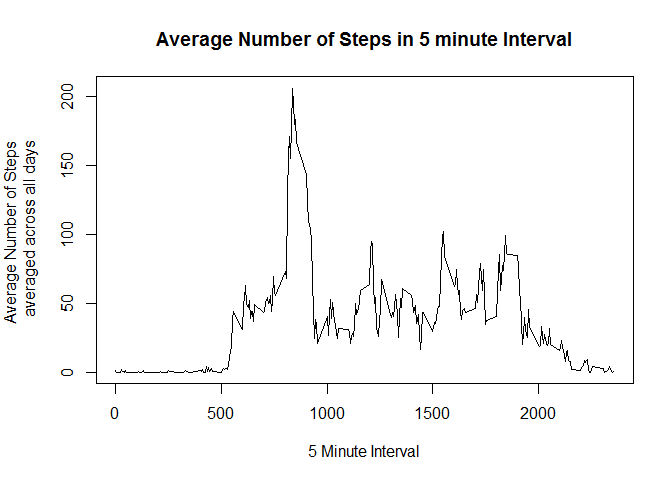 Average Number of Steps in 5 minute Interval
Average Number of Steps
averaged across all days
200
150
100
50
0
0
500
1000
1500
2000
5 Minute Interval